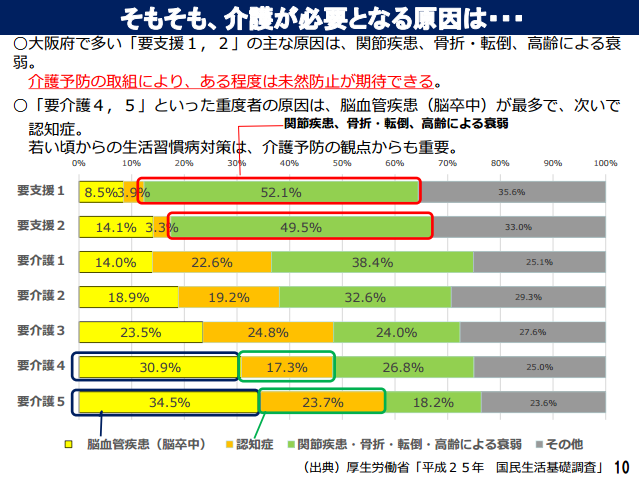 そもそも、介護が必要となる原因は・・・
○大阪府で多い「要支援１，２」の主な原因は、関節疾患、骨折・転倒、高齢による衰
弱。
介護予防の取組により、ある程度は未然防止が期待できる。
○「要介護４，５」といった重度者の原因は、脳血管疾患（脳卒中）が最多で、次いで
認知症。
関節疾患、骨折・転倒、高齢による衰弱
若い頃からの生活習慣病対策は、介護予防の観点からも重要。
0% 10% 20% 30% 40% 50% 60% 70% 80% 90% 100%
要支援１ 8.5% 3.9% 52.1% 35.6%
要支援２ 14.1% 3.3% 49.5% 33.0%
要介護１ 14.0% 22.6% 38.4% 25.1%
要介護２ 18.9% 19.2% 32.6% 29.3%
要介護３ 23.5% 24.8% 24.0% 27.6%
要介護４ 30.9% 17.3% 26.8% 25.0%
要介護５ 34.5% 23.7% 18.2% 23.6%
脳血管疾患（脳卒中） 認知症 関節疾患・骨折・転倒・高齢による衰弱 その他
（出典）厚生労働省「平成２５年　国民生活基礎調査」 10